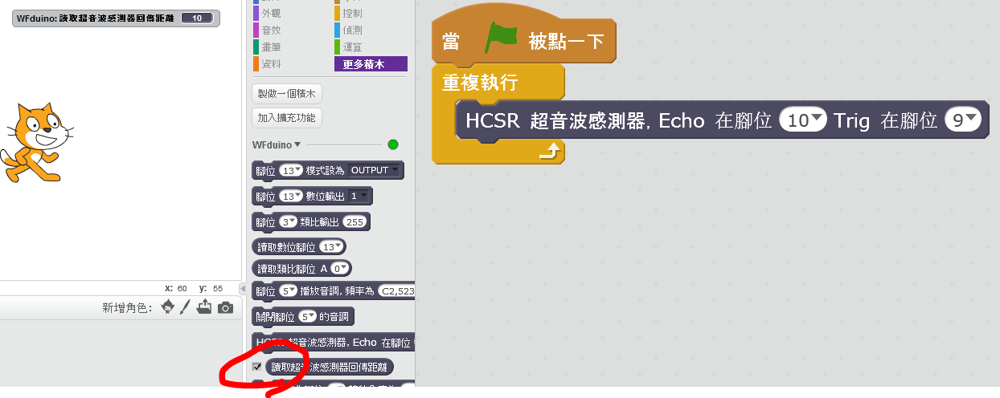 WFduino: 讀取超音波感測器回傳距離 10
外觀 控制
音效 偵測
畫筆 運算
資料 更多積木
製做一個積木
加入擴充功能
WFduino
腳位 13 模式設為 OUTPUT
腳位 13 數位輸出 1
腳位 3 類比輸出 255
讀取數位腳位 13
讀取類比腳位 A 0
腳位 5 播放音調, 頻率為 C2,523
關閉腳位 5 的音調
HCSR 超音波感測器, Echo 在腳位
讀取超音波感測器回傳距離
x: 60 y: 55
新增角色:
當 被點一下
重複執行
HCSR 超音波感測器, Echo 在腳位 10 Trig 在腳位 9